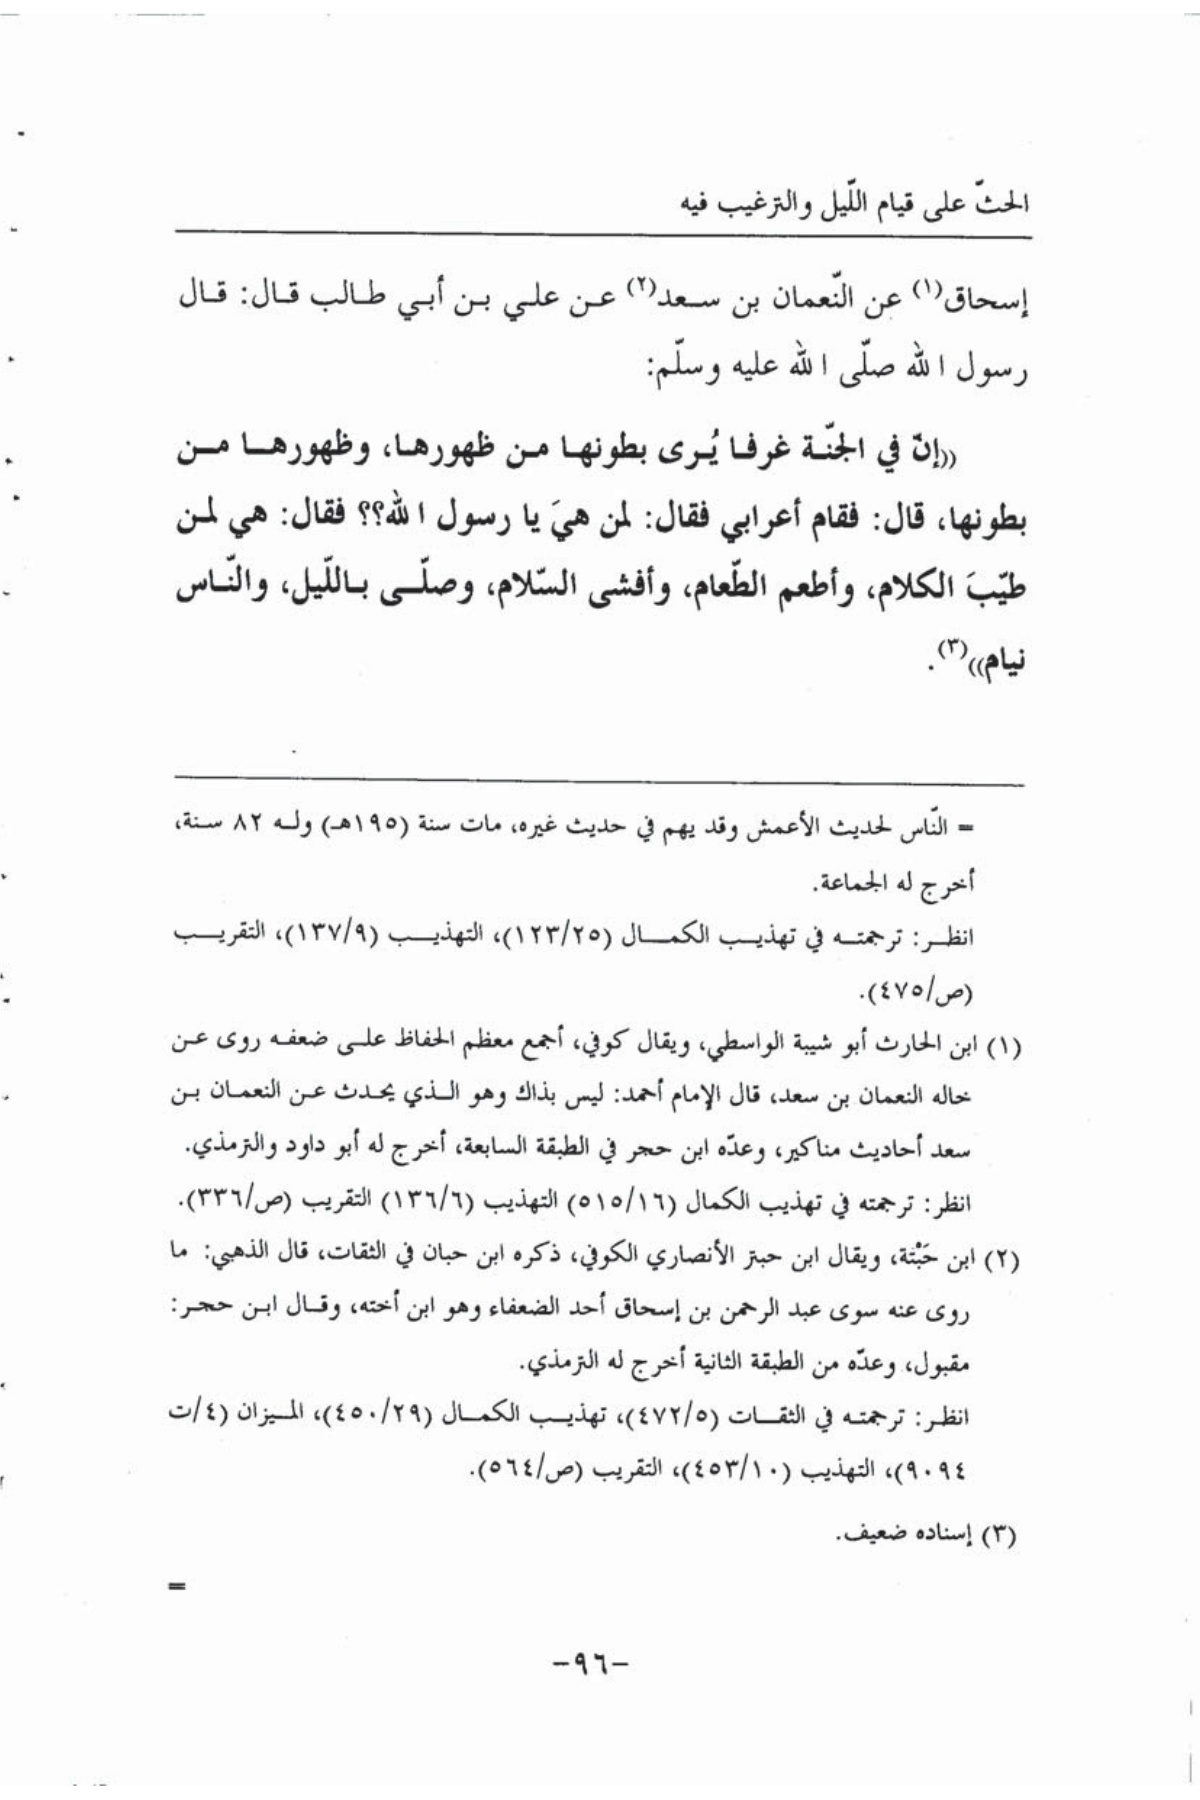 الحثّ على قيام اللّيل والترغيب فيه
إسحاق(١) عن النّعمان بن سعد(٢) عن علي بن أبي طالب قال: قال
رسول الله صلّى الله عليه وسلّم:
((إنّ في الجنّة غرفا يُرى بطونها من ظهورها، وظهورها من
بطونها، قال: فقام أعرابي فقال: لمن هيَ يا رسول الله؟؟ فقال: هي لمن
طيّبَ الكلام، وأطعم الطّعام، وأفشى السّلام، وصلّى باللّيل، والنّاس
نيام))(٣).
= النّاس لحديث الأعمش وقد يهم في حديث غيره، مات سنة (١٩٥هـ) وله ٨٢ سنة،
أخرج له الجماعة.
انظر: ترجمته في تهذيب الكمال (١٢٣/٢٥)، التهذيب (١٣٧/٩)، التقريب
(ص/٤٧٥).
(١) ابن الحارث أبو شيبة الواسطي، ويقال كوفي، أجمع معظم الحفاظ على ضعفه روى عن
خاله النعمان بن سعد، قال الإمام أحمد: ليس بذاك وهو الذي يحدث عن النعمان بن
سعد أحاديث مناكير، وعدّه ابن حجر في الطبقة السابعة، أخرج له أبو داود والترمذي.
انظر: ترجمته في تهذيب الكمال (٥١٥/١٦) التهذيب (١٣٦/٦) التقريب (ص/٣٣٦).
(٢) ابن حَبْتة، ويقال ابن حبتر الأنصاري الكوفي، ذكره ابن حبان في الثقات، قال الذهبي: ما
روى عنه سوى عبد الرحمن بن إسحاق أحد الضعفاء وهو ابن أخته، وقال ابن حجر:
مقبول، وعدّه من الطبقة الثانية أخرج له الترمذي.
انظر: ترجمته في الثقات (٤٧٢/٥)، تهذيب الكمال (٤٥٠/٢٩)، الميزان (٤/ت
٩٠٩٤)، التهذيب (٤٥٣/١٠)، التقريب (ص/٥٦٤).
(٣) إسناده ضعيف.
=
-٩٦-